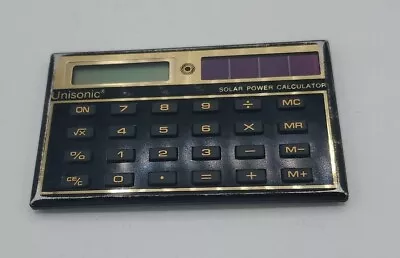 Unisonic®
SOLAR POWER CALCULATOR
ON 7 8 9 ÷ MC
√x 4 5 6 X MR
% 1 2 3 − M−
CE/C 0 · = + M+